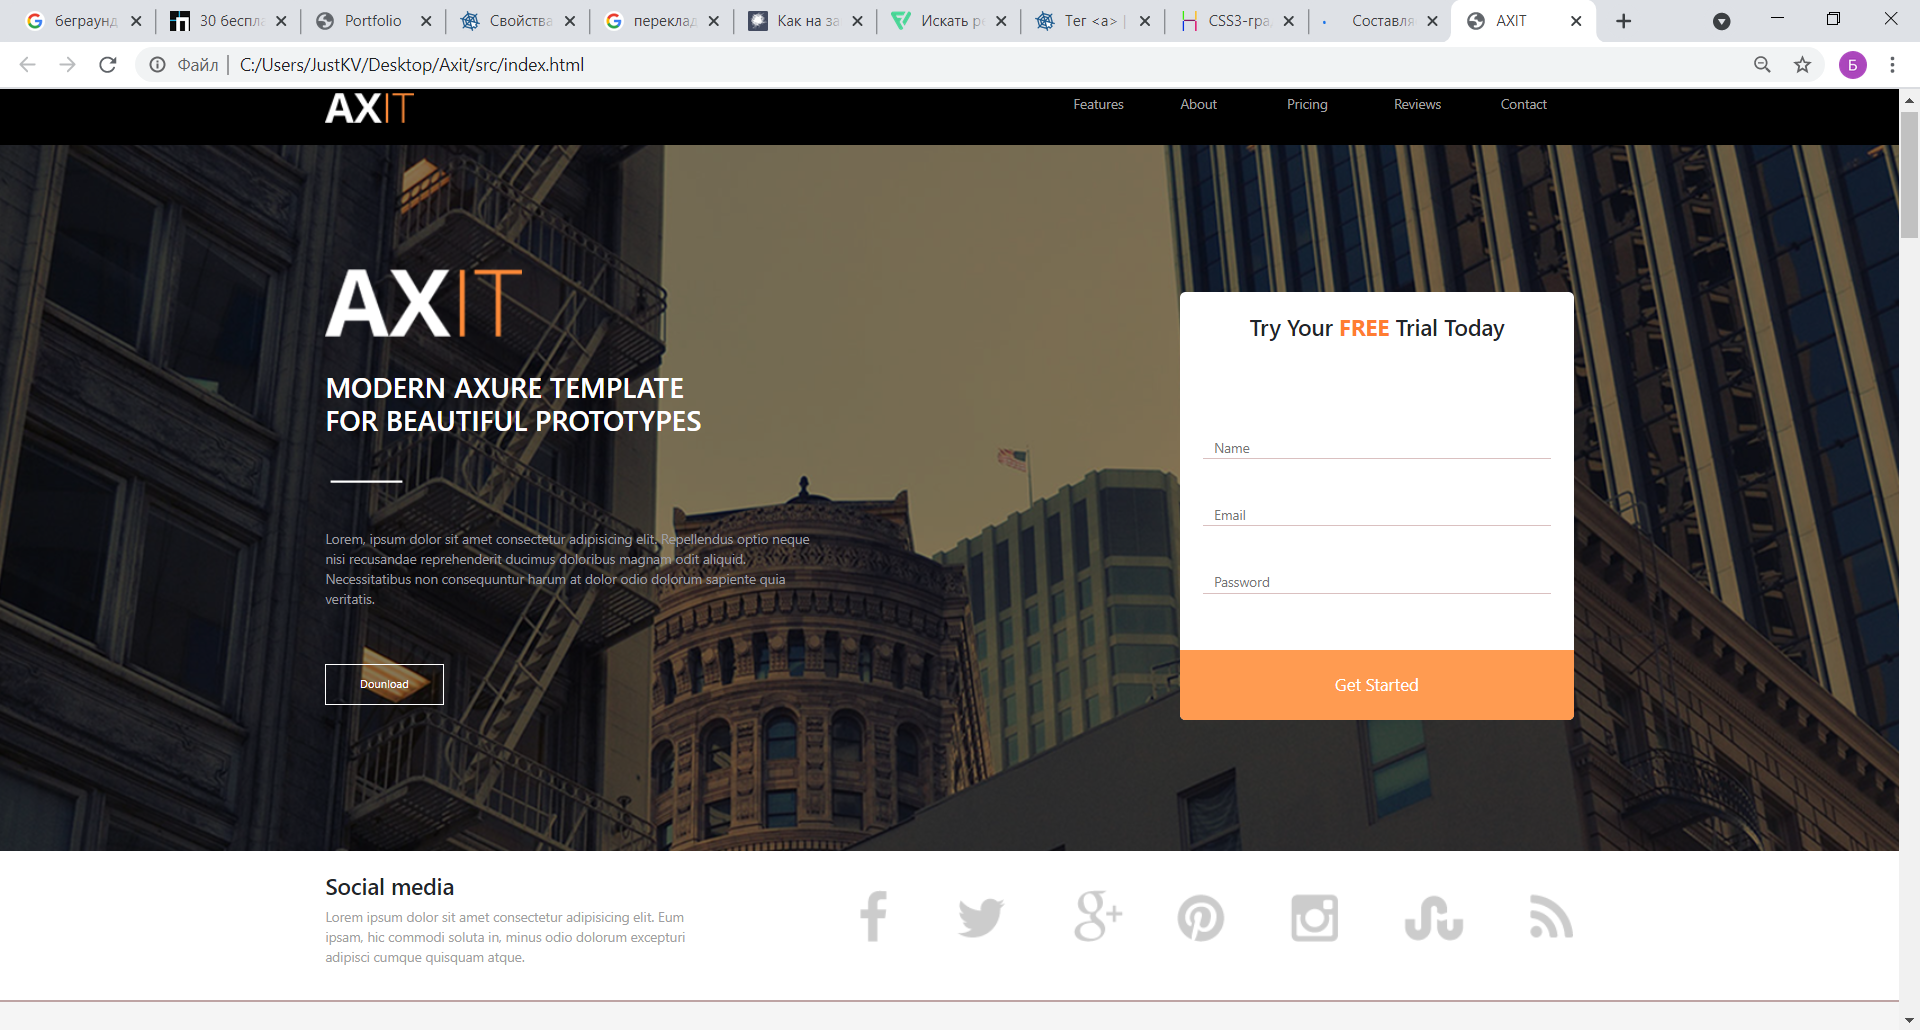 беграунд
30 беспл
Portfolio
Свойства
переклад
Как на за
Искать ре
Тег <a> |
CSS3-гра
Составля
AXIT
Файл | C:/Users/JustKV/Desktop/Axit/src/index.html
Б
AXIT
Features About Pricing Reviews Contact
AXIT
MODERN AXURE TEMPLATE
FOR BEAUTIFUL PROTOTYPES
Lorem, ipsum dolor sit amet consectetur adipisicing elit. Repellendus optio neque
nisi recusandae reprehenderit ducimus doloribus magnam odit aliquid.
Necessitatibus non consequuntur harum at dolor odio dolorum sapiente quia
veritatis.
Dounload
Try Your FREE Trial Today
Name
Email
Password
Get Started
Social media
Lorem ipsum dolor sit amet consectetur adipisicing elit. Eum
ipsam, hic commodi soluta in, minus odio dolorum excepturi
adipisci cumque quisquam atque.